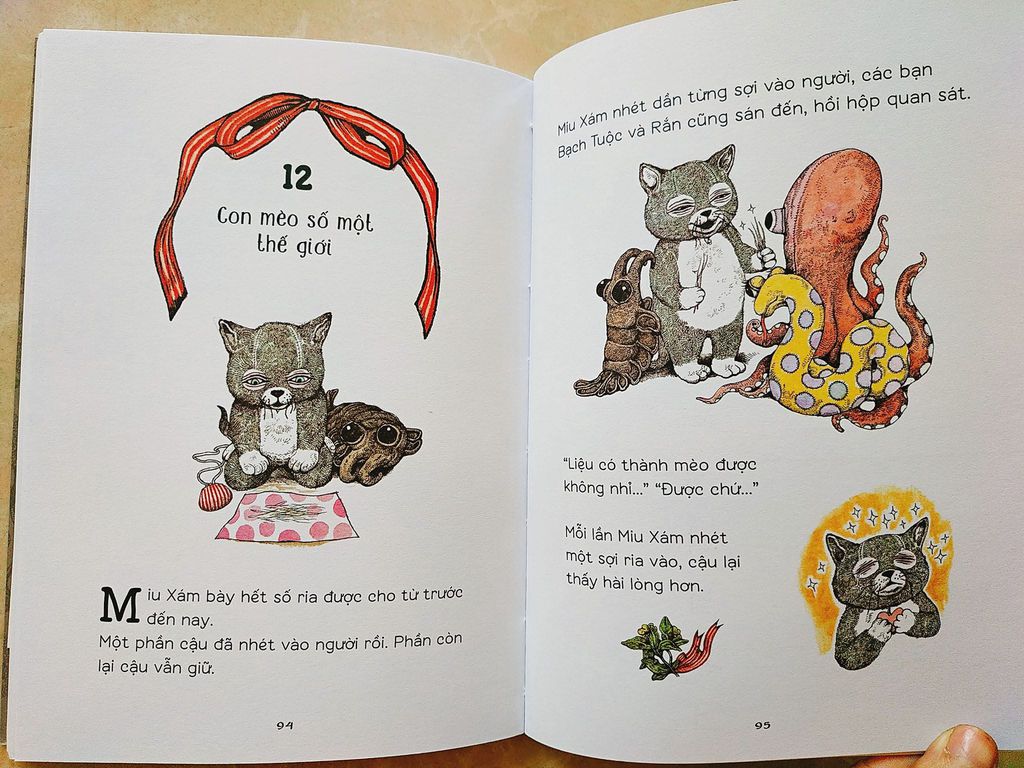 12
Con mèo số một
thế giới
Miu Xám bày hết số ria được cho từ trước
đến nay.
Một phần cậu đã nhét vào người rồi. Phần còn
lại cậu vẫn giữ.
94
Miu Xám nhét dần từng sợi vào người, các bạn
Bạch Tuộc và Rắn cũng sán đến, hồi hộp quan sát.
“Liệu có thành mèo được
không nhỉ...” “Được chứ...”
Mỗi lần Miu Xám nhét
một sợi ria vào, cậu lại
thấy hài lòng hơn.
95